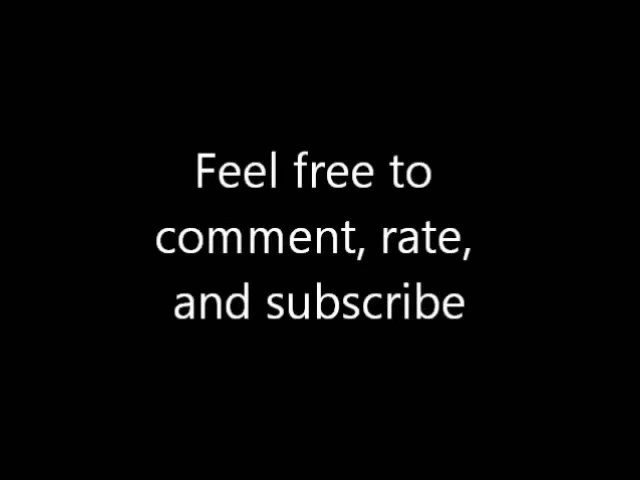 Feel free to
comment, rate,
and subscribe